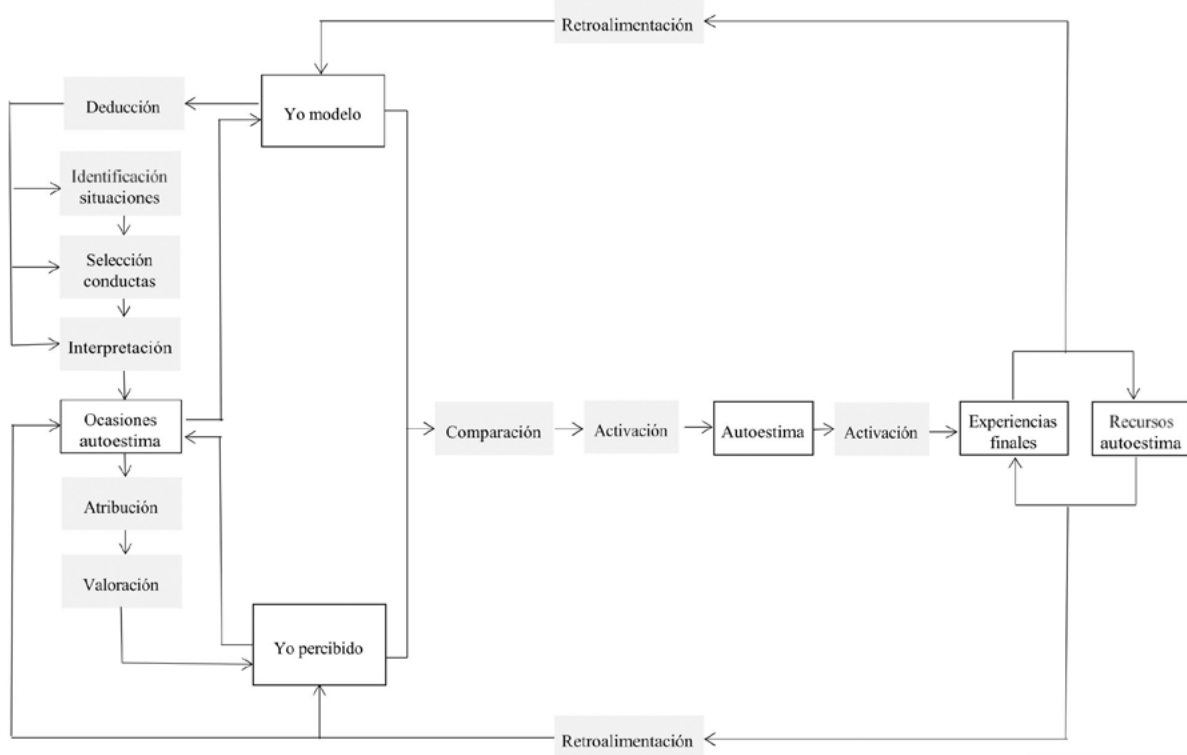 Retroalimentación
Deducción
Yo modelo
Identificación
situaciones
Selección
conductas
Interpretación
Ocasiones
autoestima
Comparación
Activación
Autoestima
Activación
Experiencias
finales
Recursos
autoestima
Atribución
Valoración
Yo percibido
Retroalimentación